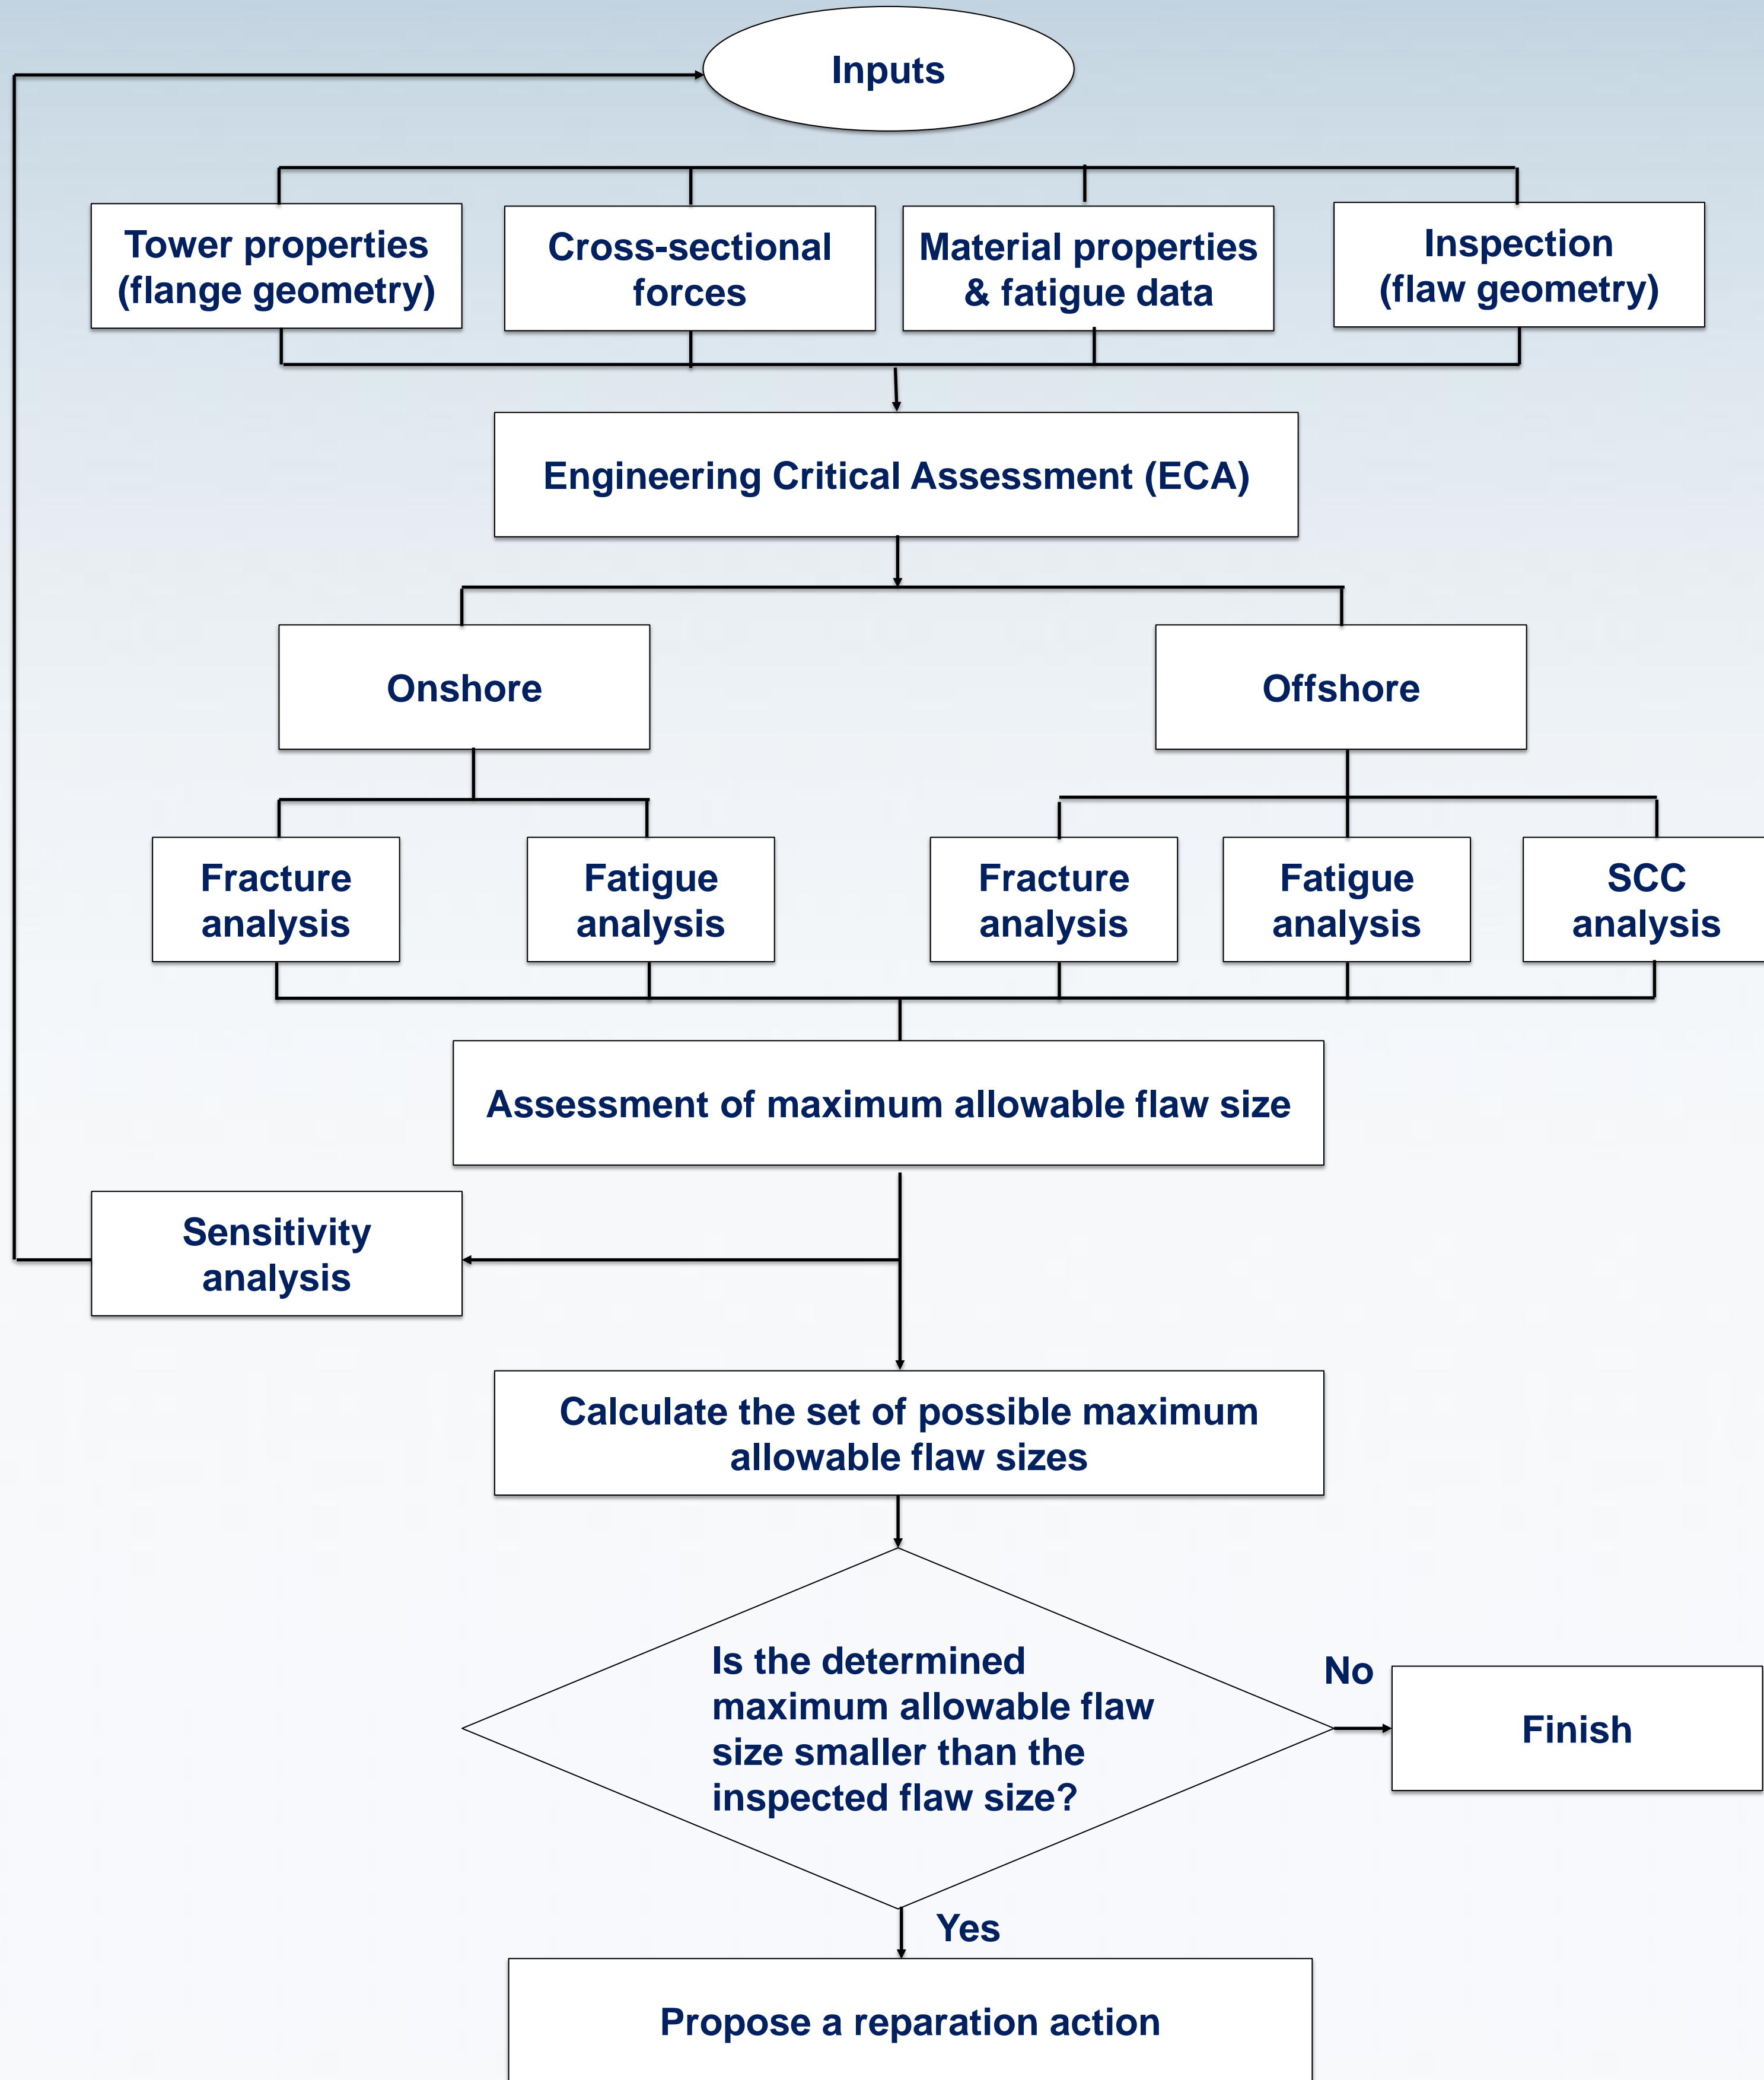 Inputs
Tower properties
(flange geometry)
Cross-sectional
forces
Material properties
& fatigue data
Inspection
(flaw geometry)
Engineering Critical Assessment (ECA)
Onshore
Offshore
Fracture
analysis
Fatigue
analysis
Fracture
analysis
Fatigue
analysis
SCC
analysis
Assessment of maximum allowable flaw size
Sensitivity
analysis
Calculate the set of possible maximum
allowable flaw sizes
Is the determined
maximum allowable flaw
size smaller than the
inspected flaw size?
No
Finish
Yes
Propose a reparation action